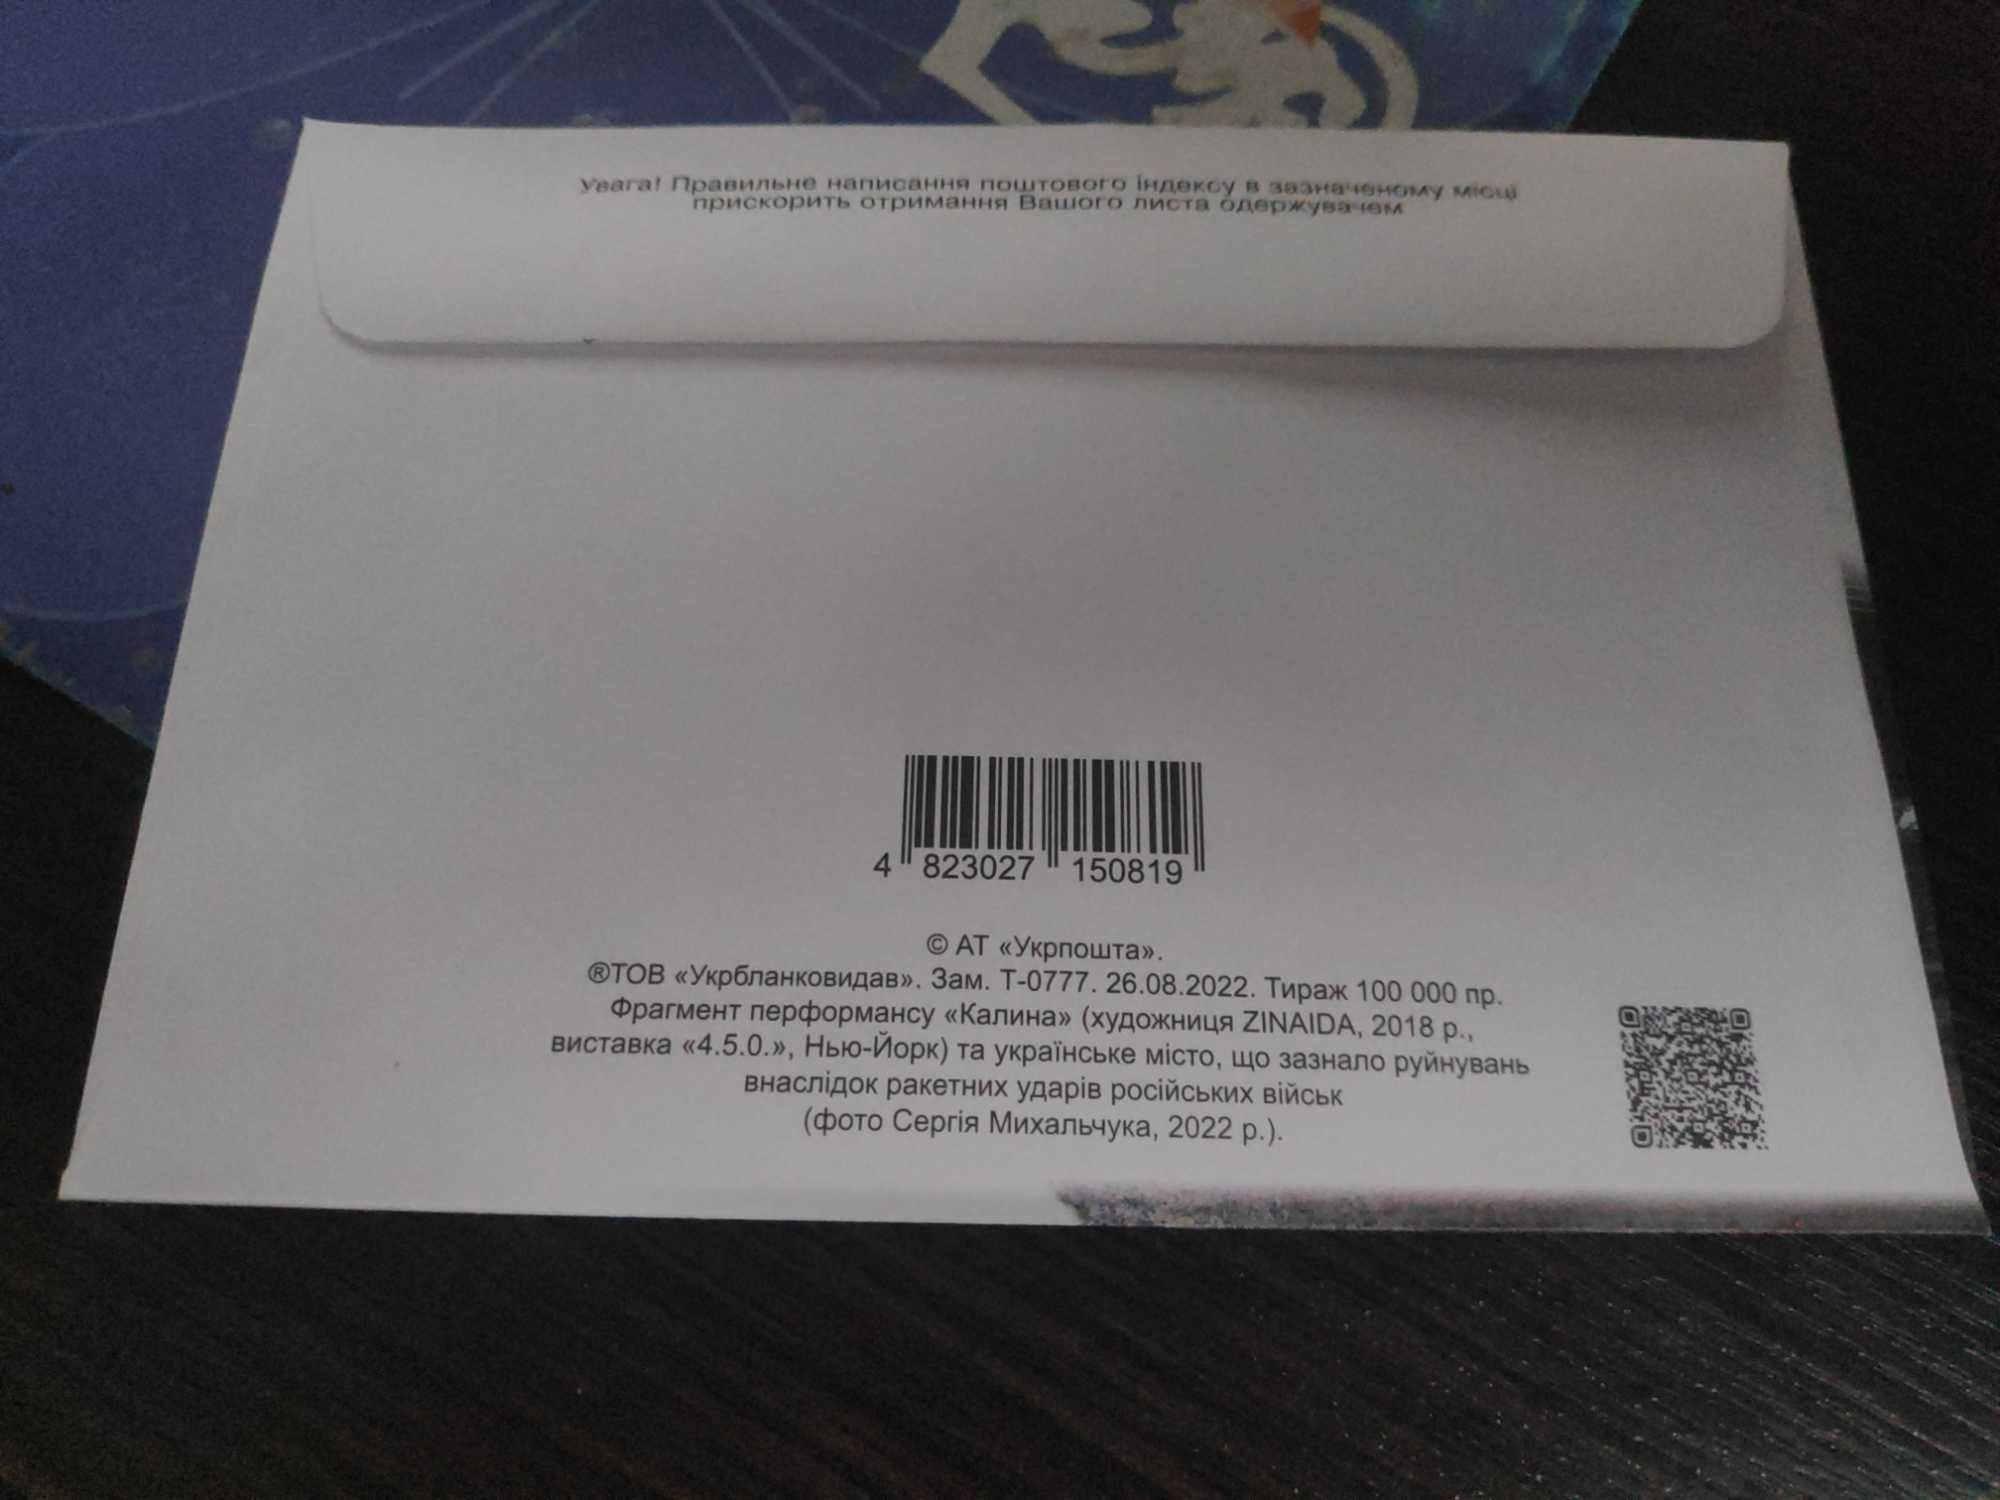 Увага! Правильне написання поштового індексу в зазначеному місці
прискорить отримання Вашого листа одержувачем
4 823027 150819
© АТ «Укрпошта».
®ТОВ «Укрбланковидав». Зам. Т-0777. 26.08.2022. Тираж 100 000 пр.
Фрагмент перформансу «Калина» (художниця ZINAIDA, 2018 р.,
виставка «4.5.0.», Нью-Йорк) та українське місто, що зазнало руйнувань
внаслідок ракетних ударів російських військ
(фото Сергія Михальчука, 2022 р.).